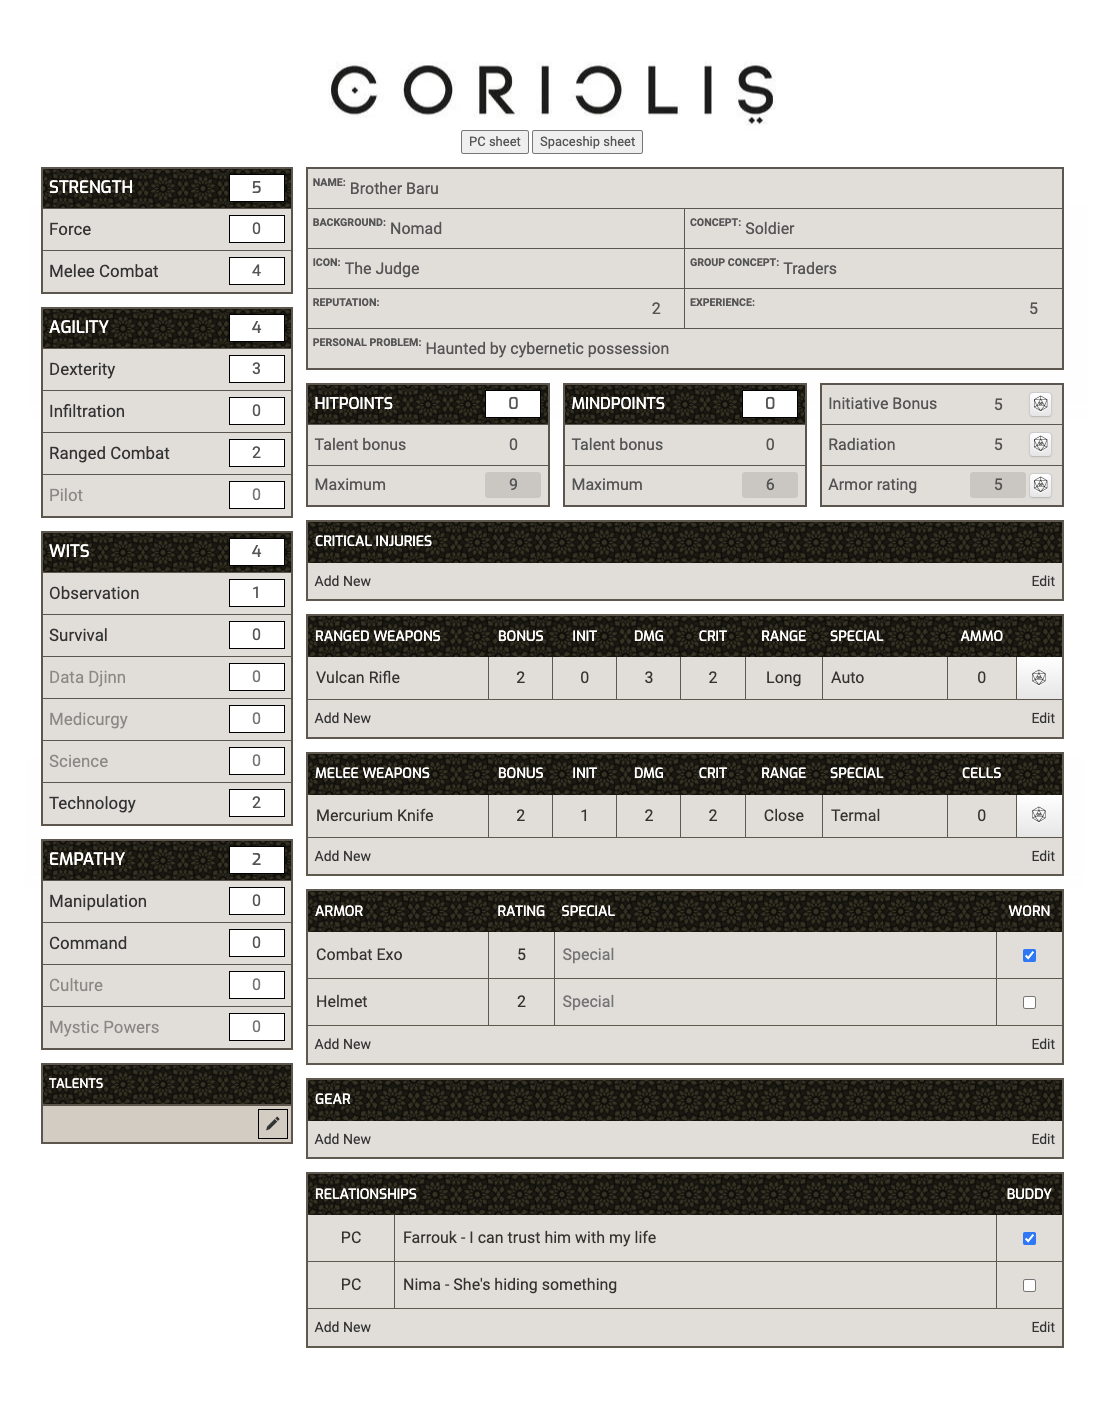 CORIOLIS
PC sheet Spaceship sheet
STRENGTH 5
Force 0
Melee Combat 4
AGILITY 4
Dexterity 3
Infiltration 0
Ranged Combat 2
Pilot 0
WITS 4
Observation 1
Survival 0
Data Djinn 0
Medicurgy 0
Science 0
Technology 2
EMPATHY 2
Manipulation 0
Command 0
Culture 0
Mystic Powers 0
TALENTS
NAME: Brother Baru
BACKGROUND: Nomad CONCEPT: Soldier
ICON: The Judge GROUP CONCEPT: Traders
REPUTATION: 2 EXPERIENCE: 5
PERSONAL PROBLEM: Haunted by cybernetic possession
HITPOINTS 0
Talent bonus 0
Maximum 9
MINDPOINTS 0
Talent bonus 0
Maximum 6
Initiative Bonus 5
Radiation 5
Armor rating 5
CRITICAL INJURIES
Add New Edit
RANGED WEAPONS BONUS INIT DMG CRIT RANGE SPECIAL AMMO
Vulcan Rifle 2 0 3 2 Long Auto 0
Add New Edit
MELEE WEAPONS BONUS INIT DMG CRIT RANGE SPECIAL CELLS
Mercurium Knife 2 1 2 2 Close Termal 0
Add New Edit
ARMOR RATING SPECIAL WORN
Combat Exo 5 Special
Helmet 2 Special
Add New Edit
GEAR
Add New Edit
RELATIONSHIPS BUDDY
PC Farrouk - I can trust him with my life
PC Nima - She's hiding something
Add New Edit